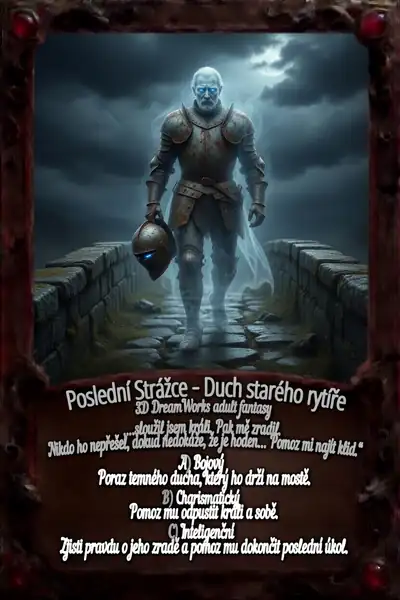 Poslední Strážce – Duch starého rytíře
3D DreamWorks adult fantasy
...sloužil jsem králi, Pak mě zradil.
"Nikdo ho nepřešel, dokud nedokáže, že je hoden... "Pomoz mi najít klid."
A) Bojový
Poraz temného ducha, který ho drží na mostě.
B) Charismatický
Pomoz mu odpustit králi a sobě.
C) Inteligenční
Zjisti pravdu o jeho zradě a pomoz mu dokončit poslední úkol.